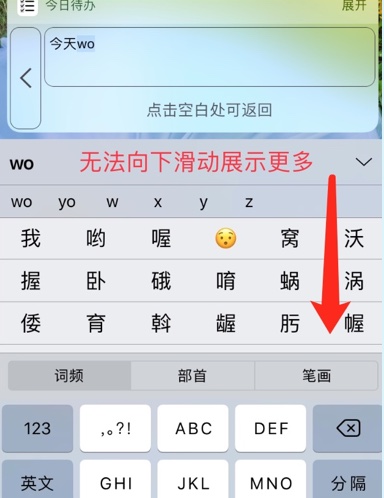 今日待办 展开
今天wo
点击空白处可返回
wo 无法向下滑动展示更多
wo yo w x y z
我 哟 喔 😯 窝 沃
握 卧 硪 唷 蜗 涡
倭 育 斡 龌 肟 幄
词频 部首 笔画
123 ,。?! ABC DEF
英文 GHI JKL MNO 分隔